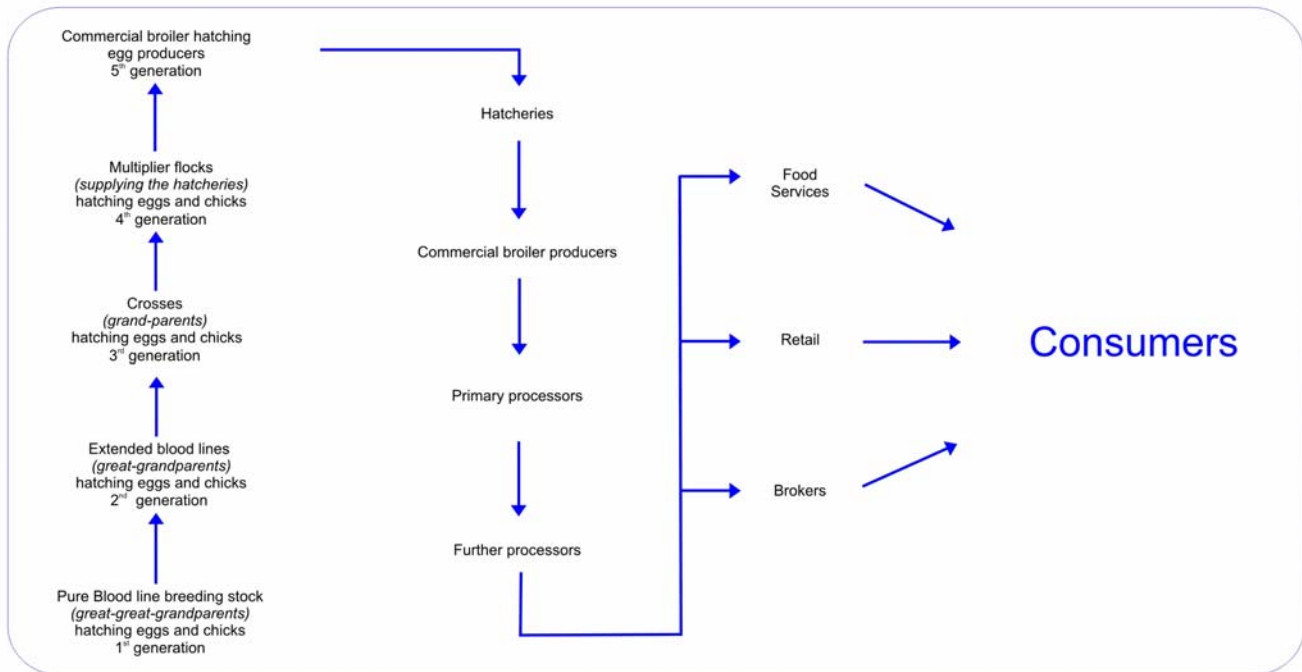 Commercial broiler hatching
egg producers
5th generation
Multiplier flocks
(supplying the hatcheries)
hatching eggs and chicks
4th generation
Crosses
(grand-parents)
hatching eggs and chicks
3rd generation
Extended blood lines
(great-grandparents)
hatching eggs and chicks
2nd generation
Pure Blood line breeding stock
(great-great-grandparents)
hatching eggs and chicks
1st generation
Hatcheries
Commercial broiler producers
Primary processors
Further processors
Food
Services
Retail
Brokers
Consumers